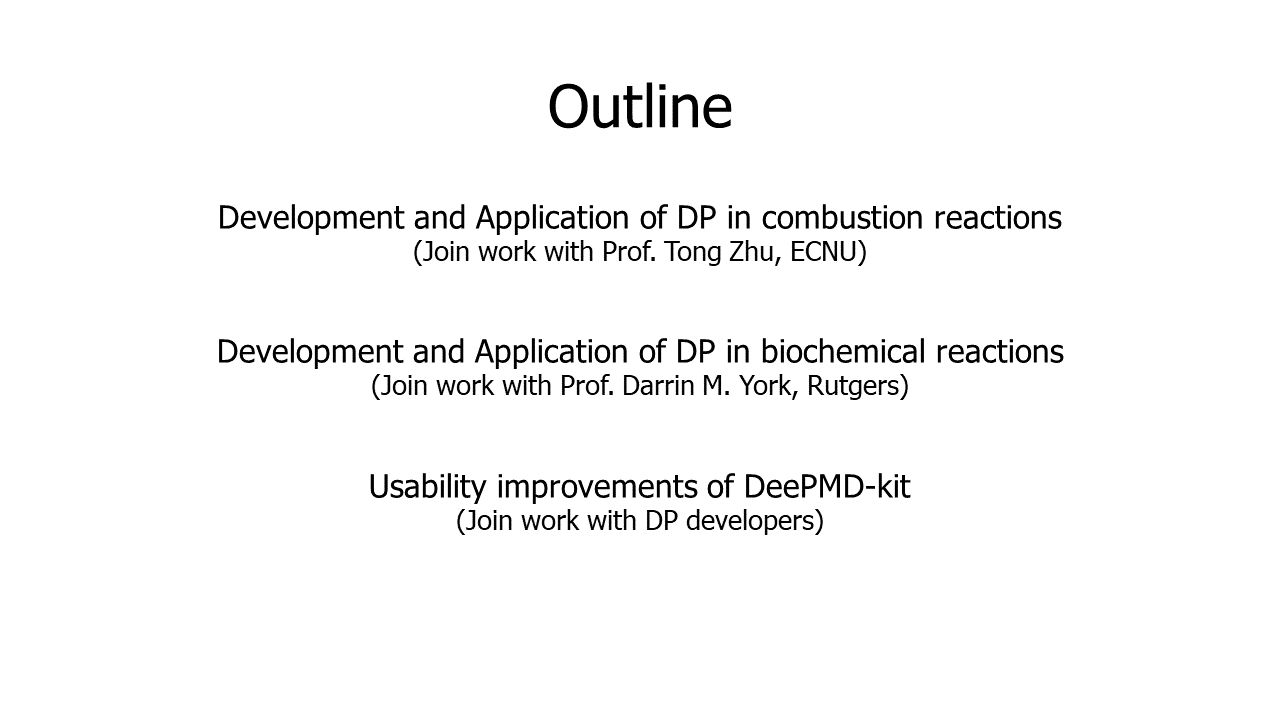 Outline
Development and Application of DP in combustion reactions
(Join work with Prof. Tong Zhu, ECNU)
Development and Application of DP in biochemical reactions
(Join work with Prof. Darrin M. York, Rutgers)
Usability improvements of DeePMD-kit
(Join work with DP developers)